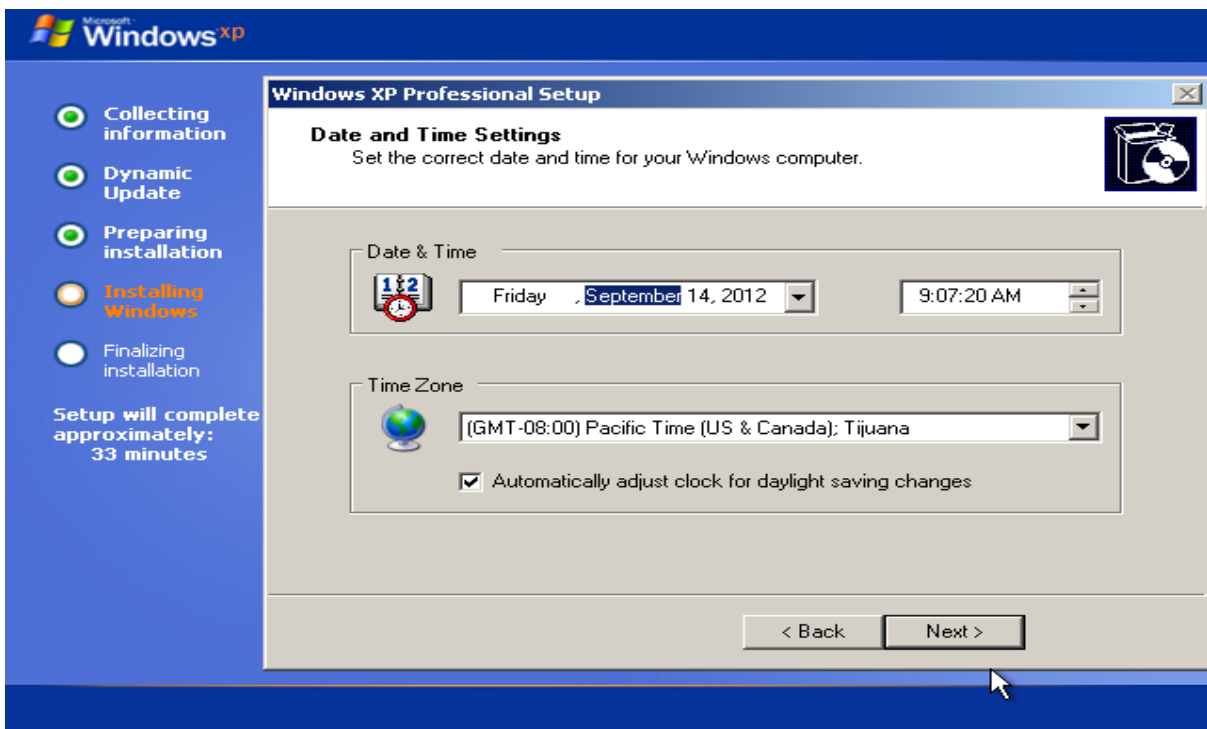 Microsoft
Windows xp
Collecting
information
Dynamic
Update
Preparing
installation
Installing
Windows
Finalizing
installation
Setup will complete
approximately:
33 minutes
Windows XP Professional Setup
Date and Time Settings
Set the correct date and time for your Windows computer.
Date & Time
1 2
Friday , September 14, 2012
9:07:20 AM
Time Zone
(GMT-08:00) Pacific Time (US & Canada); Tijuana
Automatically adjust clock for daylight saving changes
< Back
Next >